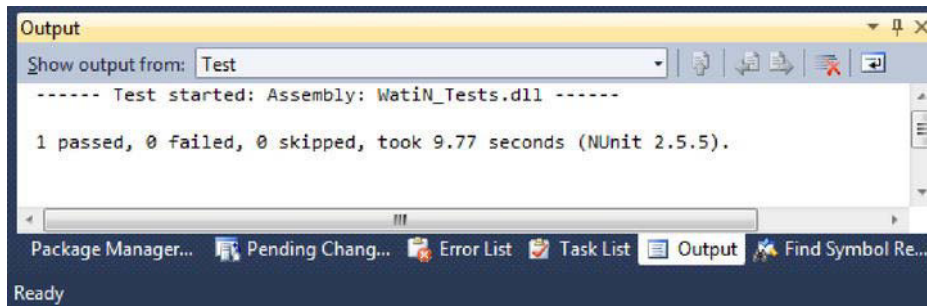 Output
Show output from: Test
------ Test started: Assembly: WatiN_Tests.dll ------
1 passed, 0 failed, 0 skipped, took 9.77 seconds (NUnit 2.5.5).
Package Manager... Pending Chang... Error List Task List Output Find Symbol Re...
Ready